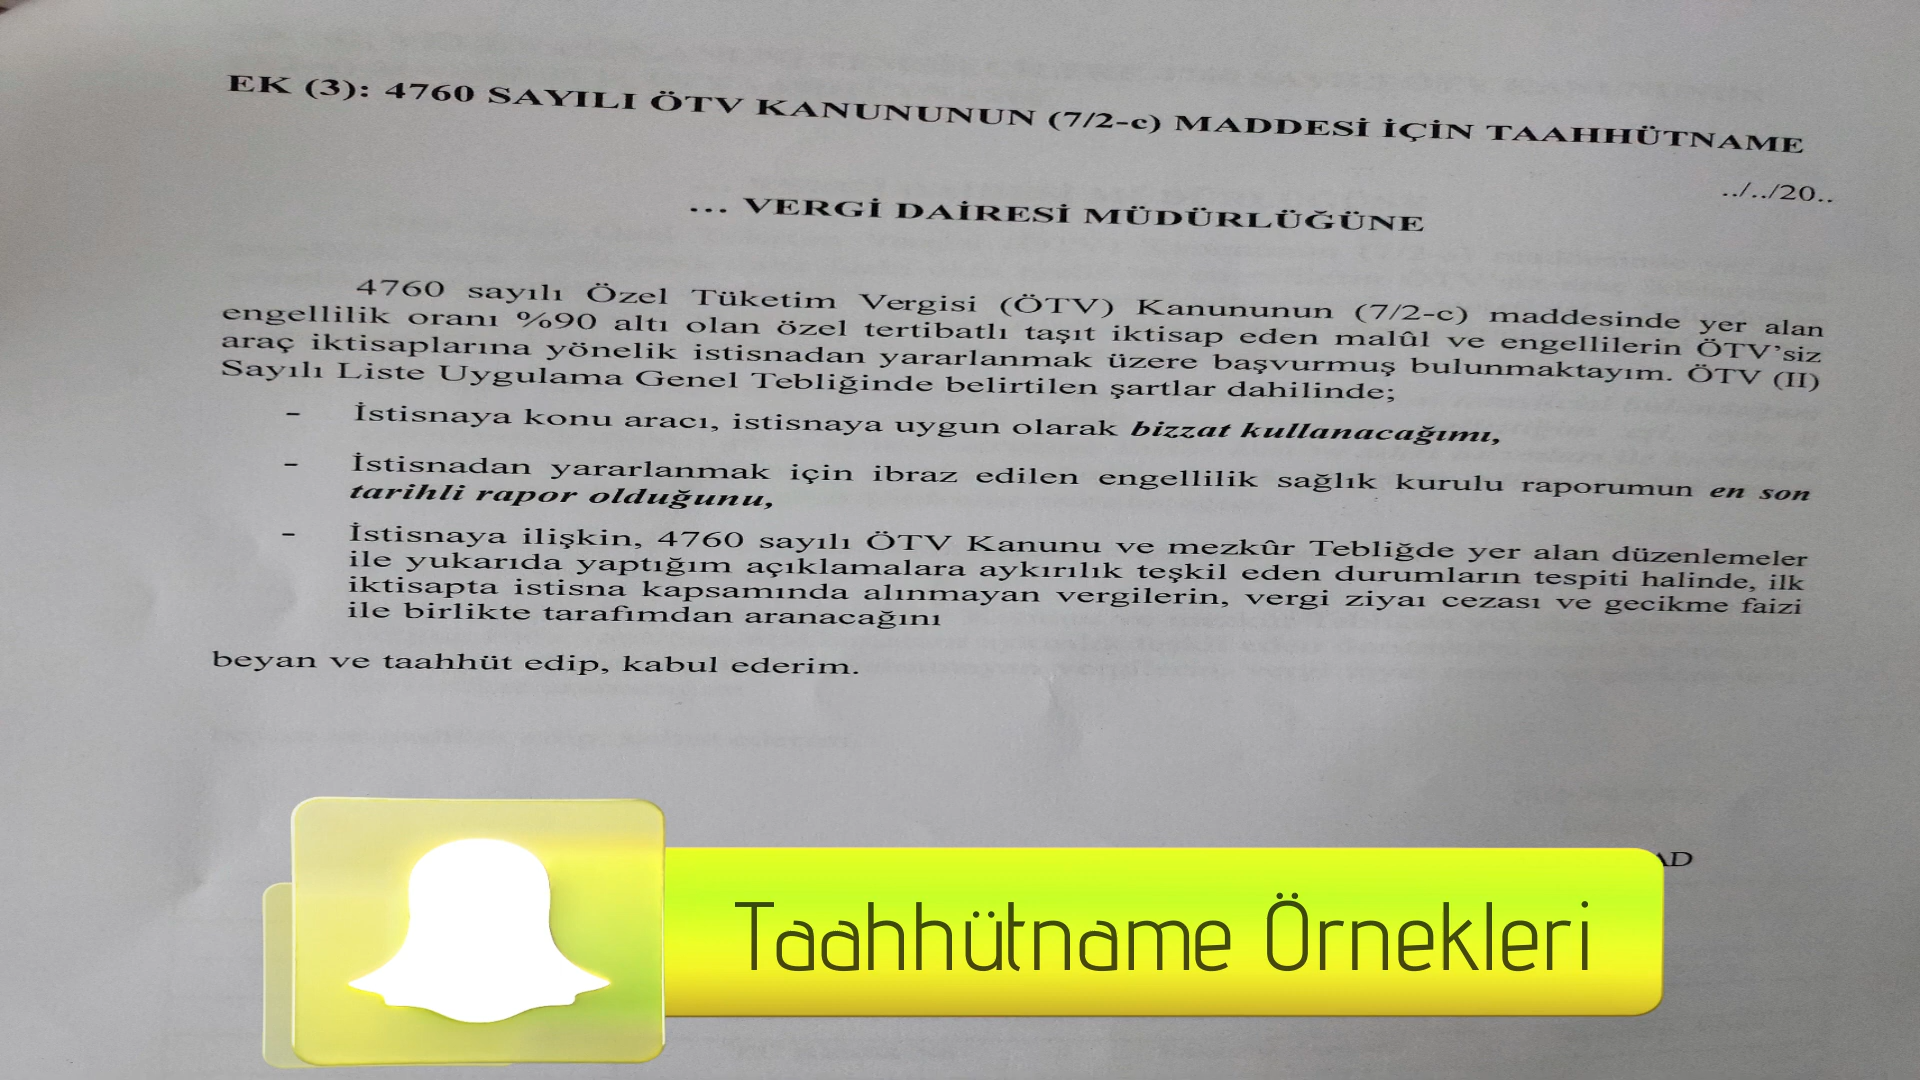 EK (3): 4760 SAYILI ÖTV KANUNUNUN (7/2-c) MADDESİ İÇİN TAAHHÜTNAME
../../20..
... VERGİ DAİRESİ MÜDÜRLÜĞÜNE
4760 sayılı Özel Tüketim Vergisi (ÖTV) Kanununun (7/2-c) maddesinde yer alan
engellilik oranı %90 altı olan özel tertibatlı taşıt iktisap eden malûl ve engellilerin ÖTV’siz
araç iktisaplarına yönelik istisnadan yararlanmak üzere başvurmuş bulunmaktayım. ÖTV (II)
Sayılı Liste Uygulama Genel Tebliğinde belirtilen şartlar dahilinde;
- İstisnaya konu aracı, istisnaya uygun olarak bizzat kullanacağımı,
- İstisnadan yararlanmak için ibraz edilen engellilik sağlık kurulu raporumun en son
tarihli rapor olduğunu,
- İstisnaya ilişkin, 4760 sayılı ÖTV Kanunu ve mezkûr Tebliğde yer alan düzenlemeler
ile yukarıda yaptığım açıklamalara aykırılık teşkil eden durumların tespiti halinde, ilk
iktisapta istisna kapsamında alınmayan vergilerin, vergi ziyaı cezası ve gecikme faizi
ile birlikte tarafımdan aranacağını
beyan ve taahhüt edip, kabul ederim.
Taahhütname Örnekleri